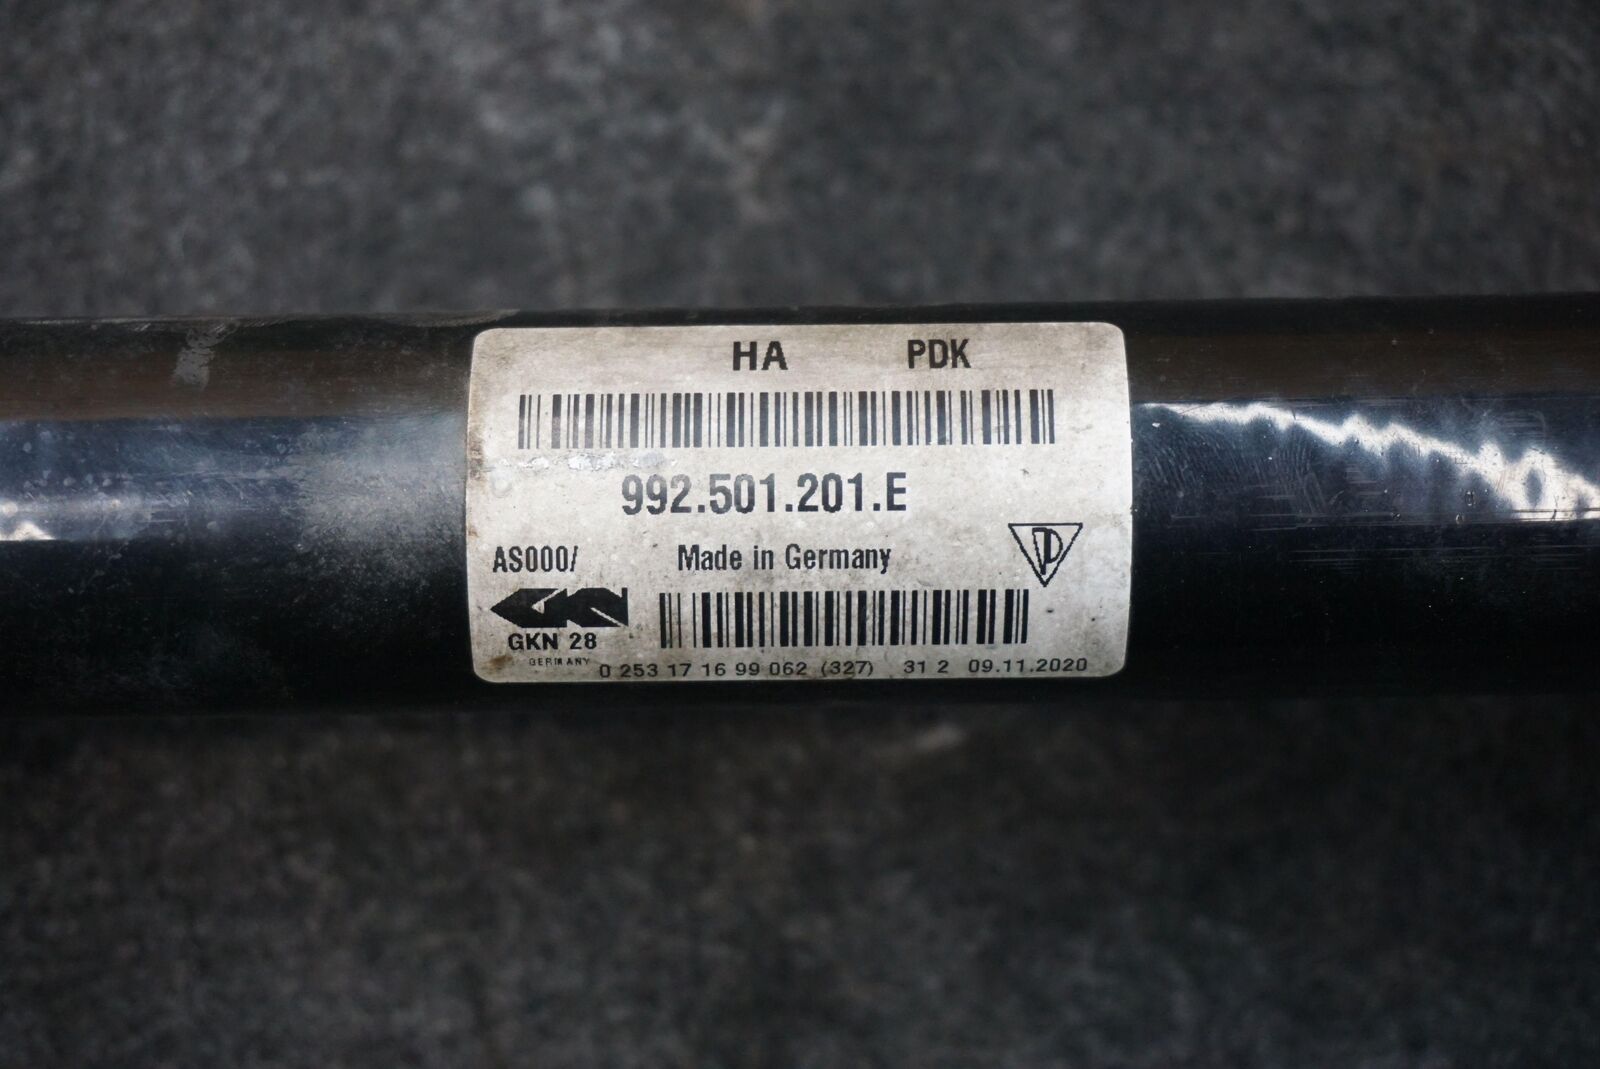 HA PDK
992.501.201.E
AS000/ Made in Germany
GKN 28
GERMANY
0 253 17 16 99 062 (327) 31 2 09.11.2020